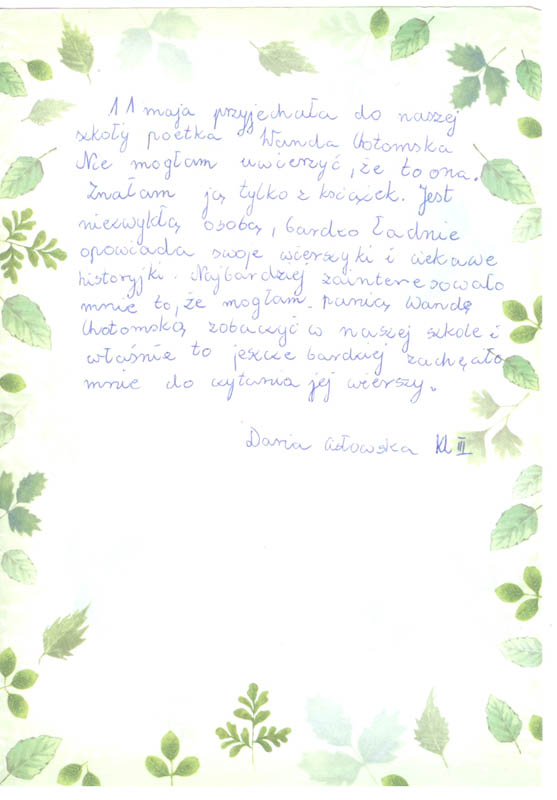 11 maja przyjechała do naszej
szkoły poetka Wanda Chotomska
Nie mogłam uwierzyć, że to ona.
Znałam ją tylko z książek. Jest
niezwykłą osobą, bardzo ładnie
opowiada swoje wierszyki i ciekawe
historyjki. Najbardziej zainteresowało
mnie to, że mogłam panią Wandę
Chotomską zobaczyć w naszej szkole i
właśnie to jeszcze bardziej zachęało
mnie do czytania jej wierszy.
Daria Kl III